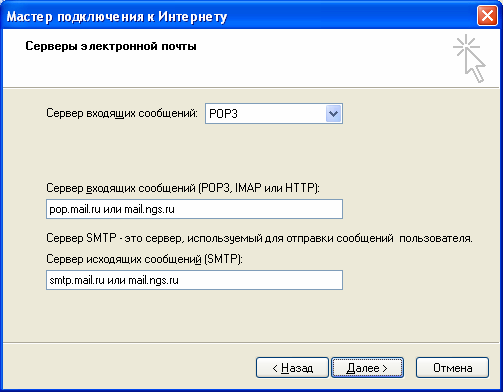 Мастер подключения к Интернету
Серверы электронной почты
Сервер входящих сообщений: POP3
Сервер входящих сообщений (POP3, IMAP или HTTP):
pop.mail.ru или mail.ngs.ru
Сервер SMTP - это сервер, используемый для отправки сообщений пользователя.
Сервер исходящих сообщений (SMTP):
smtp.mail.ru или mail.ngs.ru
< Назад Далее > Отмена